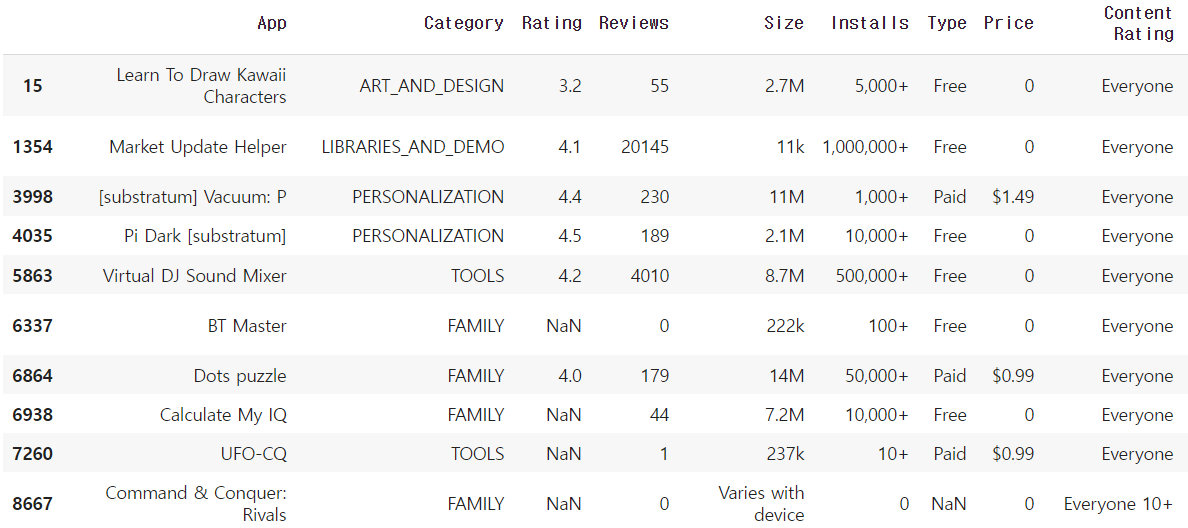 App Category Rating Reviews Size Installs Type Price Content Rating
15 Learn To Draw Kawaii Characters ART_AND_DESIGN 3.2 55 2.7M 5,000+ Free 0 Everyone
1354 Market Update Helper LIBRARIES_AND_DEMO 4.1 20145 11k 1,000,000+ Free 0 Everyone
3998 [substratum] Vacuum: P PERSONALIZATION 4.4 230 11M 1,000+ Paid $1.49 Everyone
4035 Pi Dark [substratum] PERSONALIZATION 4.5 189 2.1M 10,000+ Free 0 Everyone
5863 Virtual DJ Sound Mixer TOOLS 4.2 4010 8.7M 500,000+ Free 0 Everyone
6337 BT Master FAMILY NaN 0 222k 100+ Free 0 Everyone
6864 Dots puzzle FAMILY 4.0 179 14M 50,000+ Paid $0.99 Everyone
6938 Calculate My IQ FAMILY NaN 44 7.2M 10,000+ Free 0 Everyone
7260 UFO-CQ TOOLS NaN 1 237k 10+ Paid $0.99 Everyone
8667 Command & Conquer: Rivals FAMILY NaN 0 Varies with device 0 NaN 0 Everyone 10+